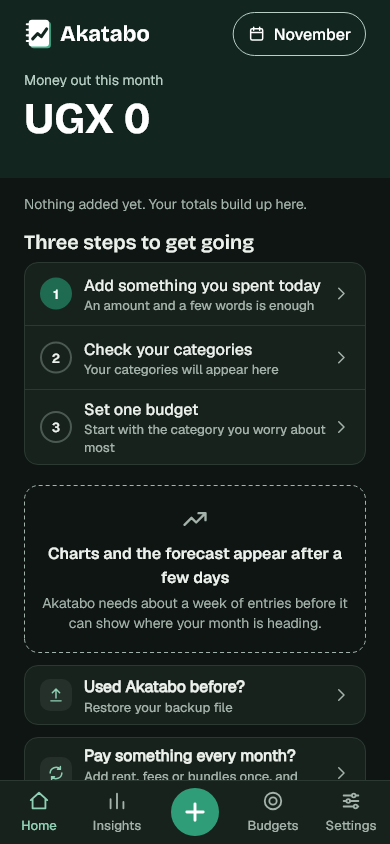 Akatabo
November
Money out this month
UGX 0
Nothing added yet. Your totals build up here.
Three steps to get going
1
Add something you spent today
An amount and a few words is enough
2
Check your categories
Your categories will appear here
3
Set one budget
Start with the category you worry about
most
Charts and the forecast appear after a
few days
Akatabo needs about a week of entries before it
can show where your month is heading.
Used Akatabo before?
Restore your backup file
Pay something every month?
Add rent, fees or bundles once, and
Home
Insights
Budgets
Settings